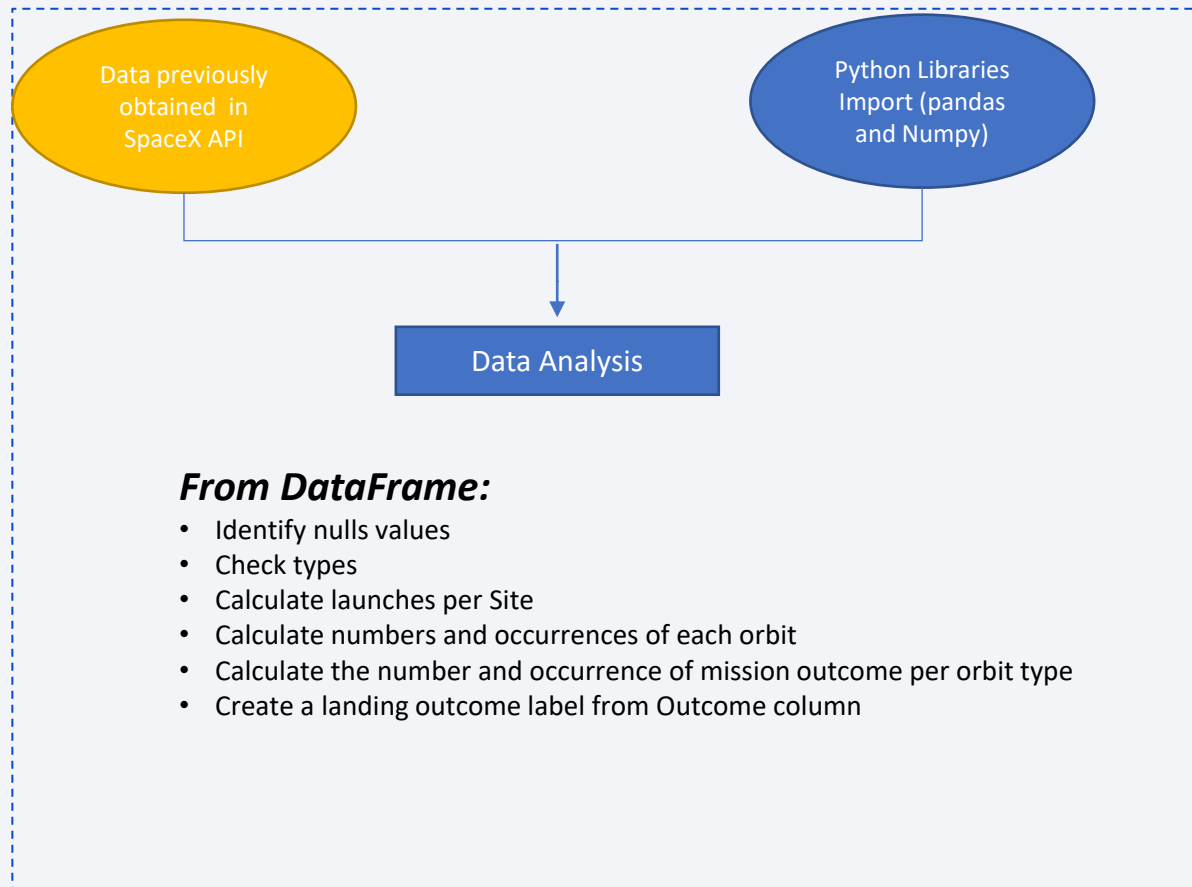 Data previously
obtained in
SpaceX API
Python Libraries
Import (pandas
and Numpy)
Data Analysis
From DataFrame:
• Identify nulls values
• Check types
• Calculate launches per Site
• Calculate numbers and occurrences of each orbit
• Calculate the number and occurrence of mission outcome per orbit type
• Create a landing outcome label from Outcome column